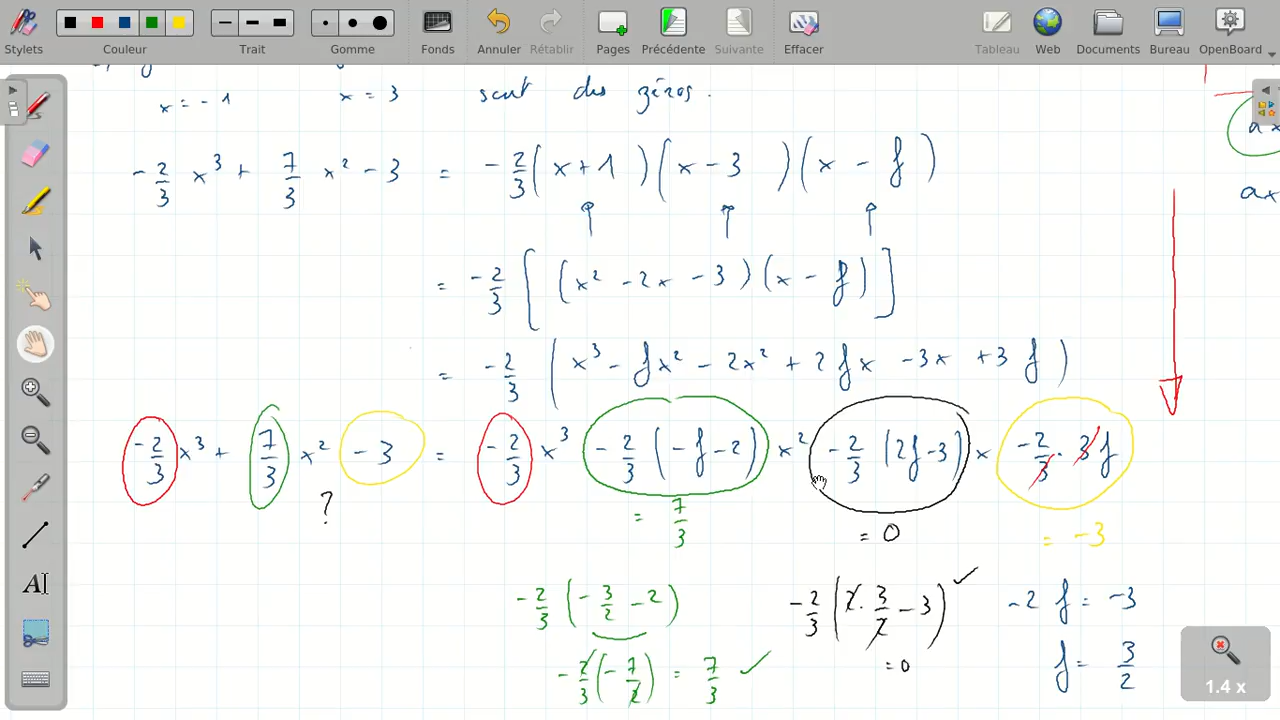 Stylets Couleur Trait Gomme Fonds Annuler Rétablir Pages Précédente Suivante Effacer Tableau Web Documents Bureau OpenBoard
x = -1 x = 3 sont des zéros.
-2/3 x³ + 7/3 x² - 3 = -2/3 (x + 1)(x - 3)(x - f)
= -2/3 [(x² - 2x - 3)(x - f)]
= -2/3 (x³ - fx² - 2x² + 2fx - 3x + 3f)
-2/3 x³ + 7/3 x² - 3 = -2/3 x³ -2/3 (-f-2) x² -2/3 (2f-3) x -2/3 · 3f
? = 7/3 = 0 = -3
-2/3 (-3/2 - 2) -2/3 (2 · 3/2 - 3) ✓ -2 f = -3
-2/3 (-7/2) = 7/3 ✓ = 0 f = 3/2
ax
AI
1.4 x